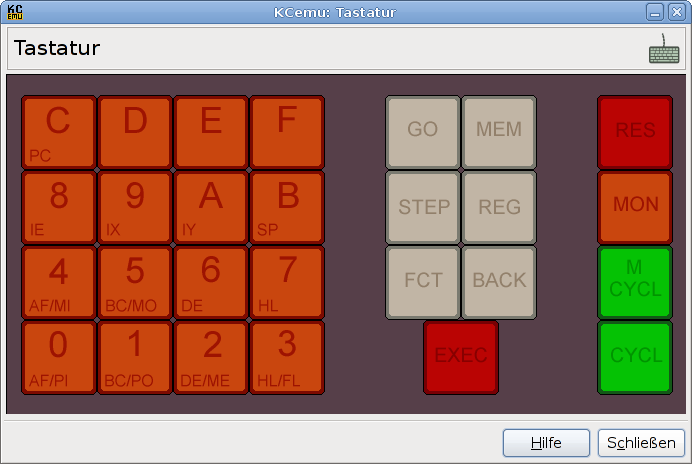 KC
emu
KCemu: Tastatur
Tastatur
C D E F GO MEM RES
PC
8 9 A B STEP REG MON
IE IX IY SP
4 5 6 7 FCT BACK M
CYCL
AF/MI BC/MO DE HL
0 1 2 3 EXEC CYCL
AF/PI BC/PO DE/ME HL/FL
Hilfe Schließen